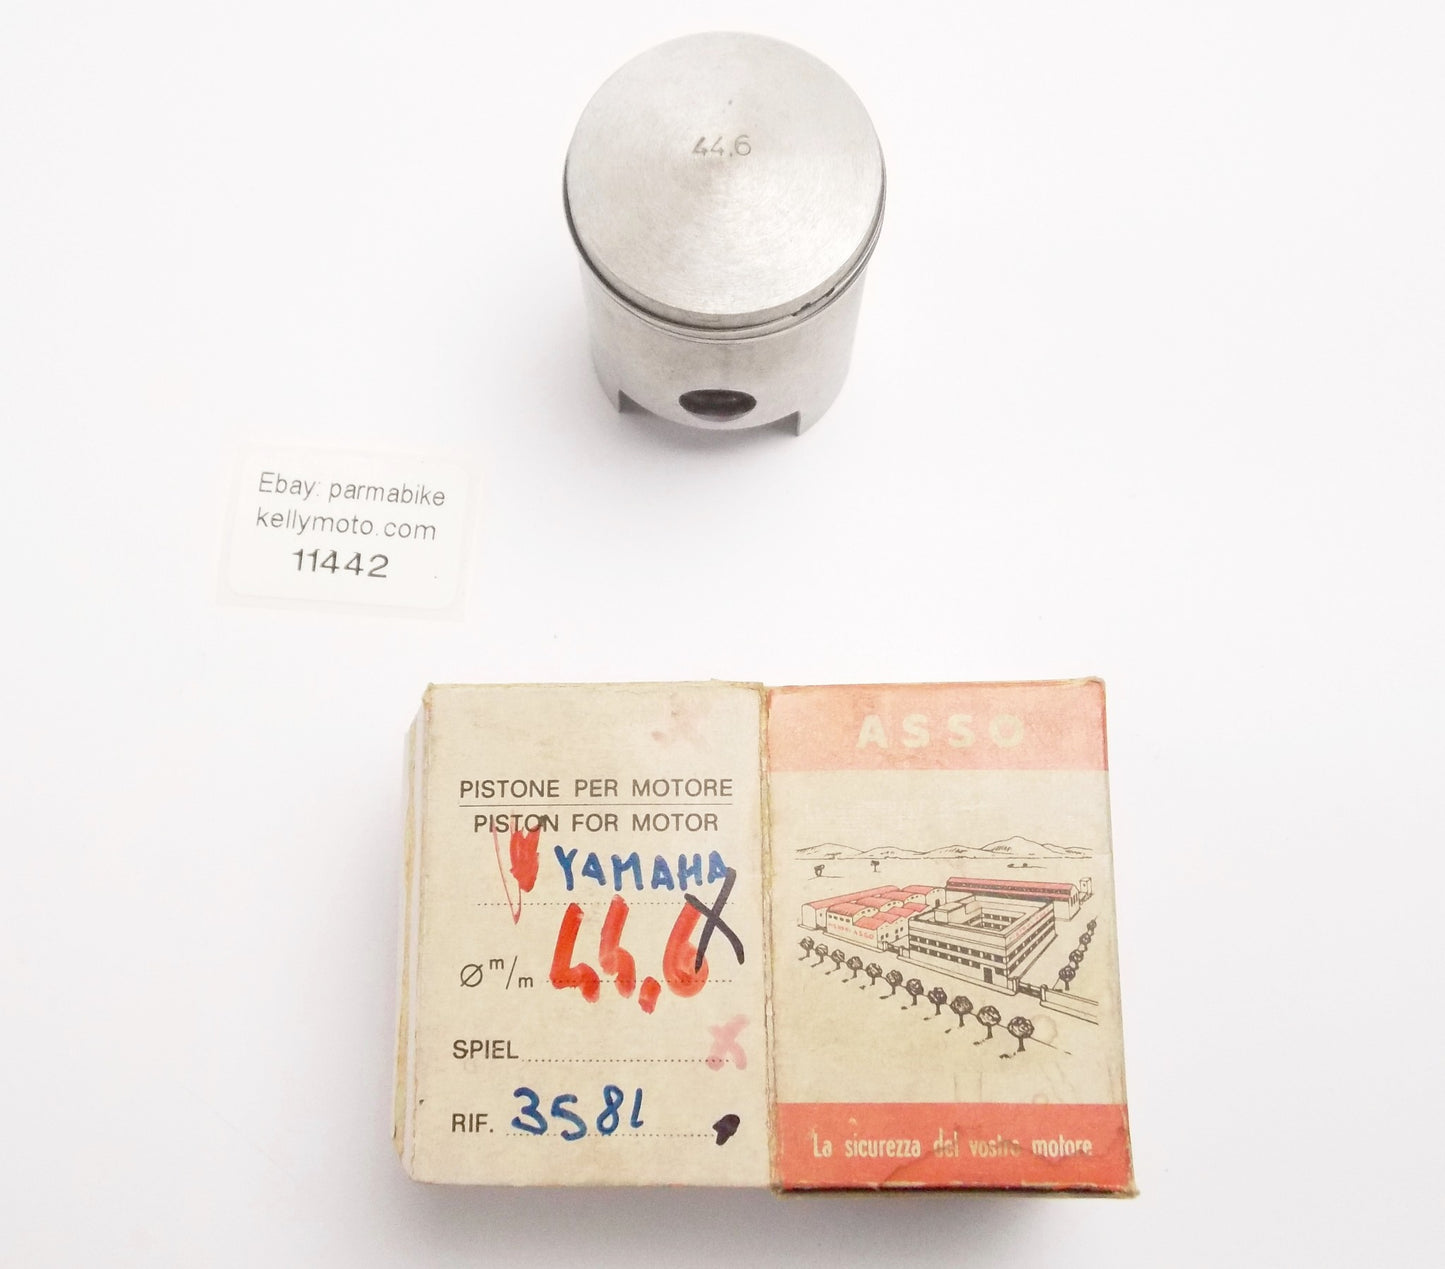 44,6
Ebay: parmabike
kellymoto.com
11442
PISTONE PER MOTORE
PISTON FOR MOTOR
YAMAHA
Ø m/m 44,6
SPIEL
RIF. 3581
ASSO
La sicurezza del vostro motore